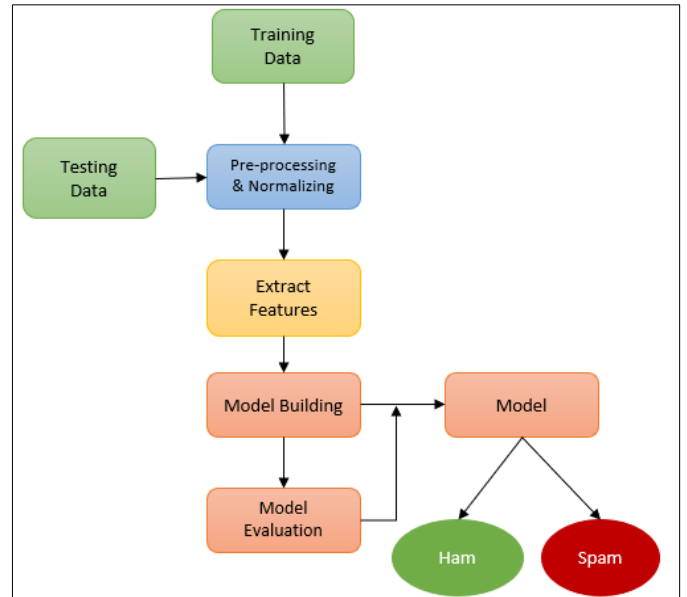 Training
Data
Testing
Data
Pre-processing
& Normalizing
Extract
Features
Model Building
Model
Model
Evaluation
Ham
Spam